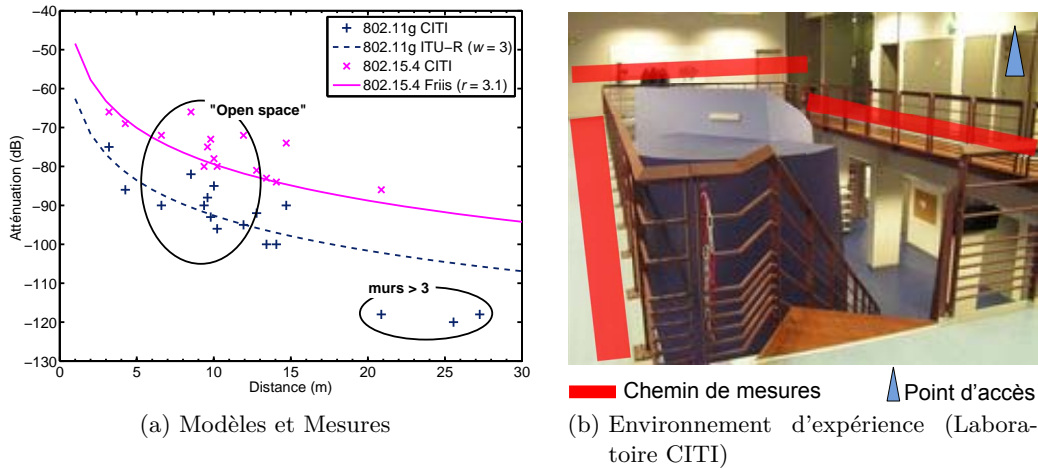 −40
−50
−60
−70
−80
−90
−100
−110
−120
−130
0
5
10
15
20
25
30
Atténuation (dB)
Distance (m)
802.11g CITI
802.11g ITU−R (w = 3)
802.15.4 CITI
802.15.4 Friis (r = 3.1)
"Open space"
murs > 3
(a) Modèles et Mesures
Chemin de mesures
Point d'accès
(b) Environnement d'expérience (Labora-
toire CITI)